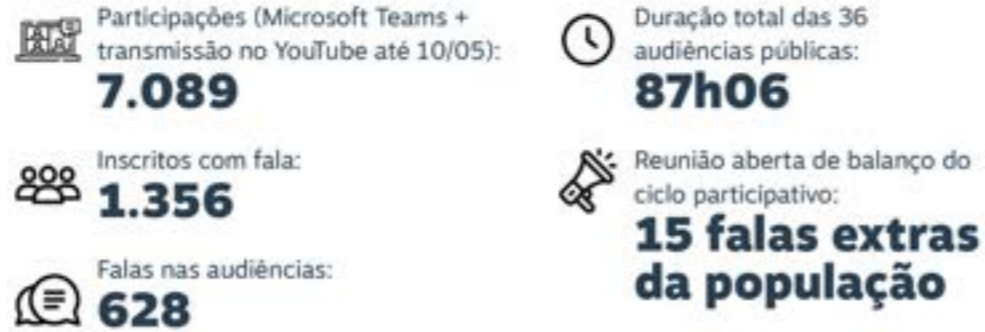 Participações (Microsoft Teams +
transmissão no YouTube até 10/05):
7.089
Inscritos com fala:
1.356
Falas nas audiências:
628
Duração total das 36
audiências públicas:
87h06
Reunião aberta de balanço do
ciclo participativo:
15 falas extras
da população